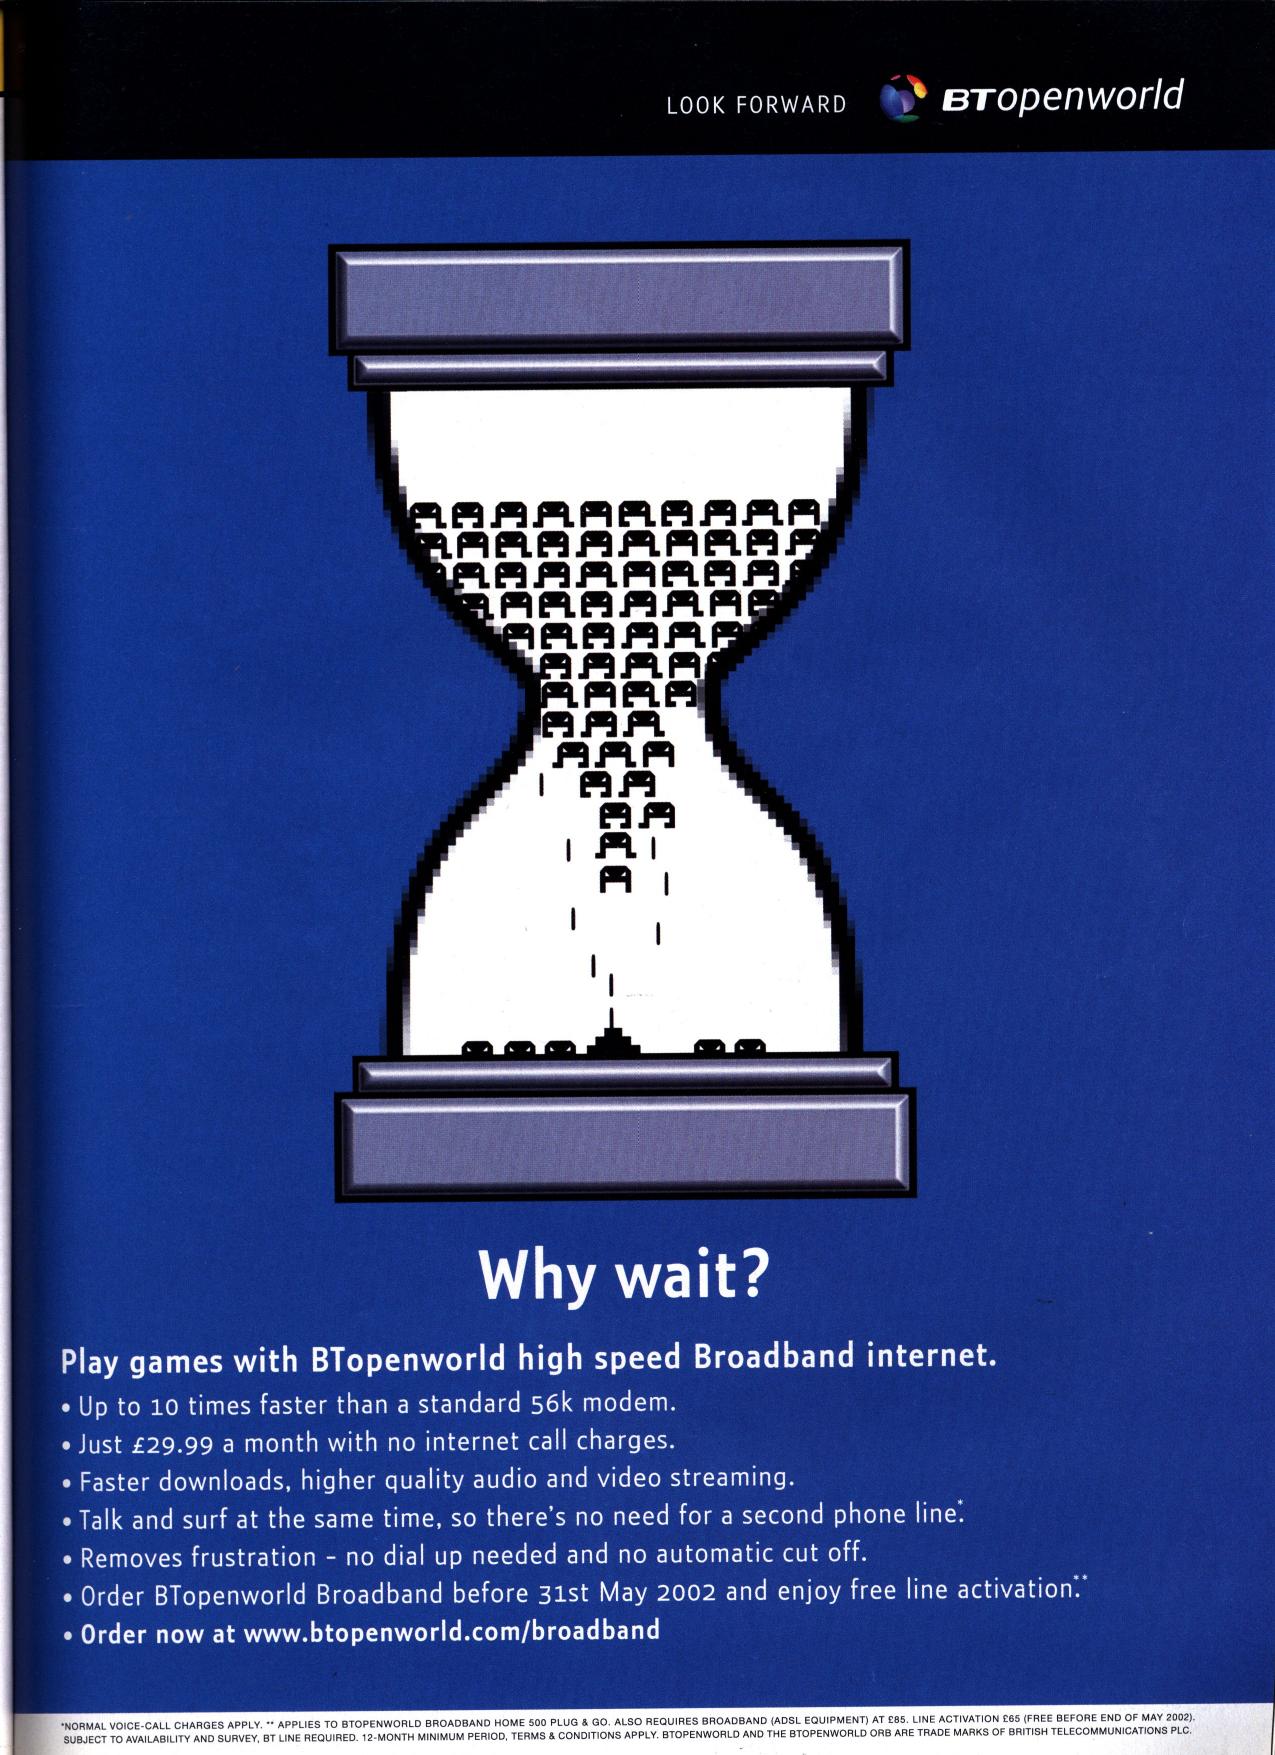 LOOK FORWARD BTopenworld
Why wait?
Play games with BTopenworld high speed Broadband internet.
• Up to 10 times faster than a standard 56k modem.
• Just £29.99 a month with no internet call charges.
• Faster downloads, higher quality audio and video streaming.
• Talk and surf at the same time, so there's no need for a second phone line.*
• Removes frustration – no dial up needed and no automatic cut off.
• Order BTopenworld Broadband before 31st May 2002 and enjoy free line activation.**
• Order now at www.btopenworld.com/broadband
*NORMAL VOICE-CALL CHARGES APPLY. ** APPLIES TO BTOPENWORLD BROADBAND HOME 500 PLUG & GO. ALSO REQUIRES BROADBAND (ADSL EQUIPMENT) AT £85. LINE ACTIVATION £65 (FREE BEFORE END OF MAY 2002).
SUBJECT TO AVAILABILITY AND SURVEY, BT LINE REQUIRED. 12-MONTH MINIMUM PERIOD, TERMS & CONDITIONS APPLY. BTOPENWORLD AND THE BTOPENWORLD ORB ARE TRADE MARKS OF BRITISH TELECOMMUNICATIONS PLC.